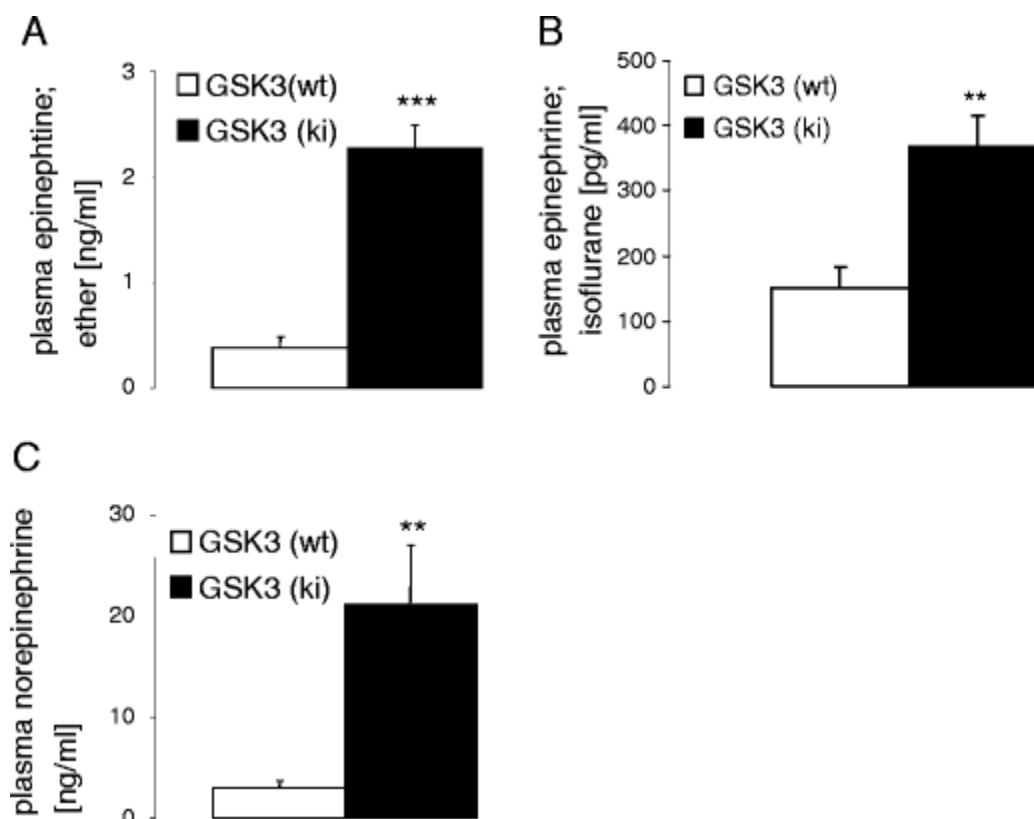 A
plasma epinephtine;
ether [ng/ml]
3
2
1
0
GSK3(wt)
GSK3 (ki)
***
B
plasma epinephrine;
isoflurane [pg/ml]
500
400
300
200
100
0
GSK3 (wt)
GSK3 (ki)
**
C
plasma norepinephrine
[ng/ml]
30
20
10
0
GSK3 (wt)
GSK3 (ki)
**